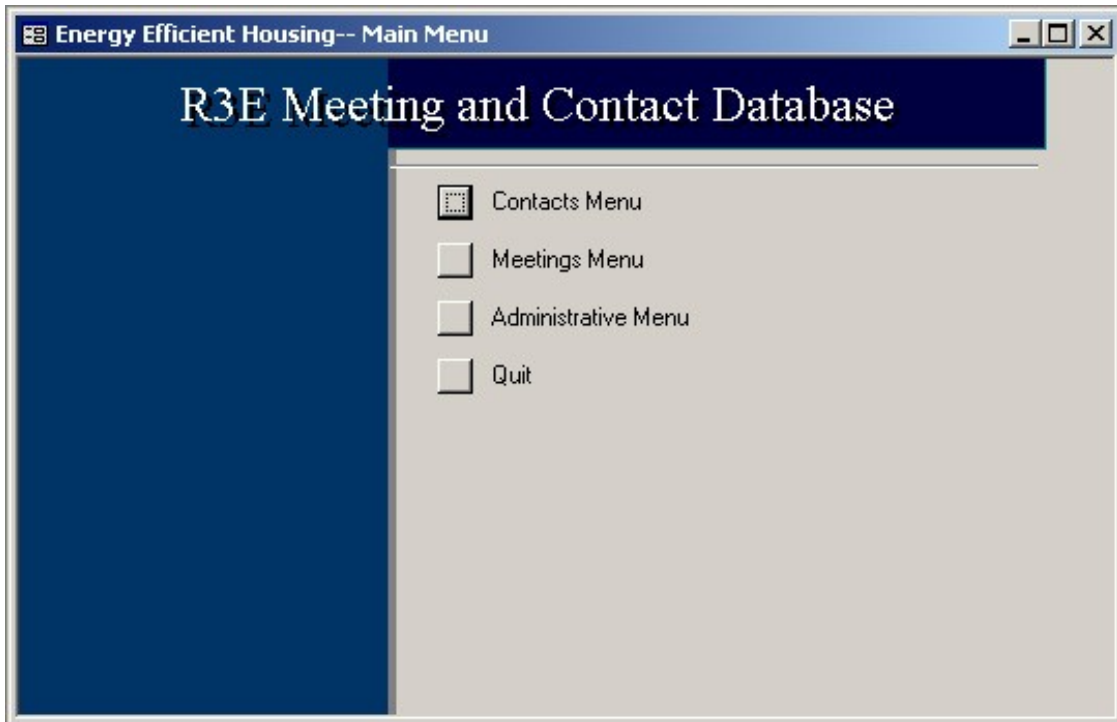 Energy Efficient Housing-- Main Menu
R3E Meeting and Contact Database
Contacts Menu
Meetings Menu
Administrative Menu
Quit